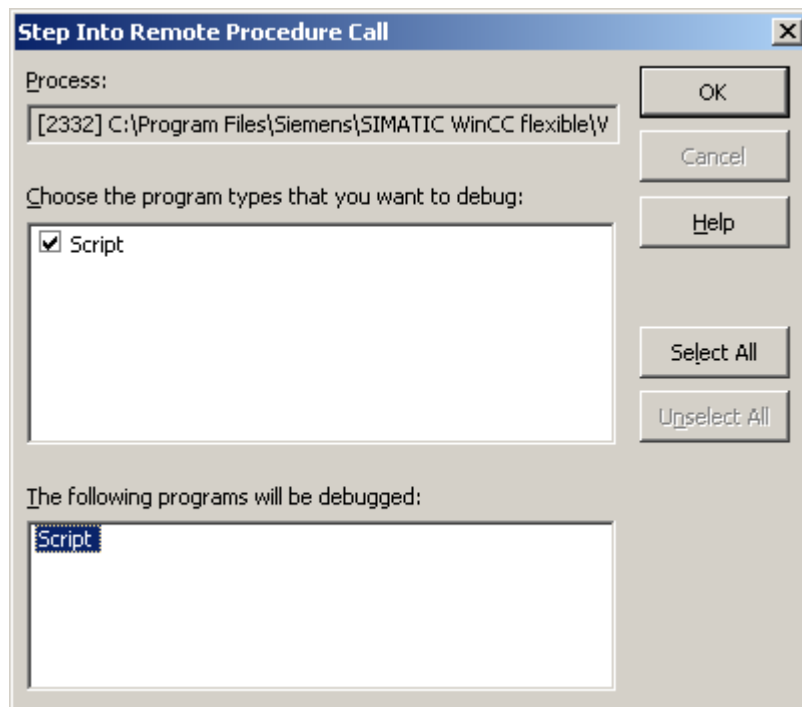 Step Into Remote Procedure Call
Process:
[2332] C:\Program Files\Siemens\SIMATIC WinCC flexible\V
OK
Cancel
Choose the program types that you want to debug:
Script
Help
Select All
Unselect All
The following programs will be debugged:
Script